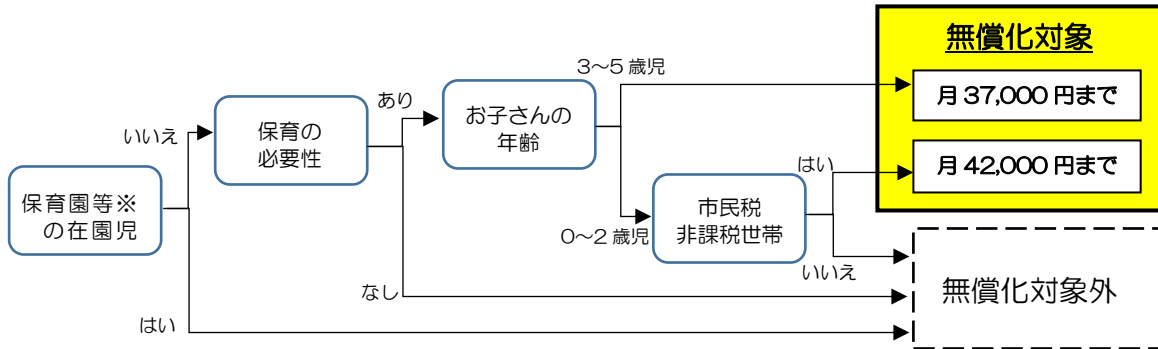 無償化対象
3～5 歳児
月 37,000 円まで
あり
お子さんの
年齢
いいえ
保育の
必要性
はい
月 42,000 円まで
保育園等※
の在園児
市民税
非課税世帯
0～2 歳児
いいえ
なし
無償化対象外
はい